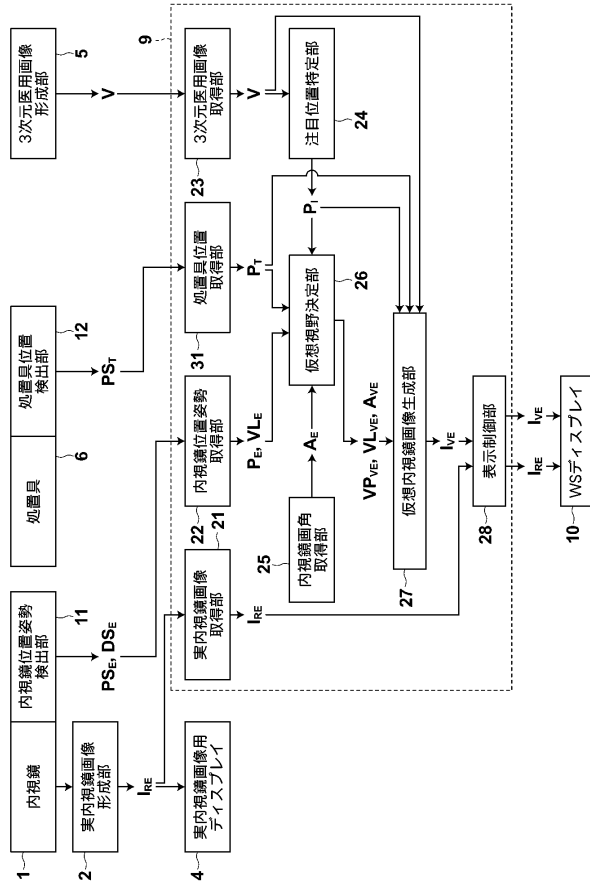 内視鏡
1
内視鏡位置姿勢
検出部
11
処置具
6
処置具位置
検出部
12
3次元医用画像
形成部
5
実内視鏡画像
形成部
2
PSE, DSE
PST
V
IRE
9
実内視鏡画像用
ディスプレイ
4
実内視鏡画像
取得部
21
内視鏡位置姿勢
取得部
22
処置具位置
取得部
31
3次元医用画像
取得部
23
IRE
PE, VLE
PT
V
内視鏡画角
取得部
25
AE
仮想視野決定部
26
PI
注目位置特定部
24
VPVE, VLVE, AVE
仮想内視鏡画像生成部
27
IVE
表示制御部
28
IRE
IVE
WSディスプレイ
10